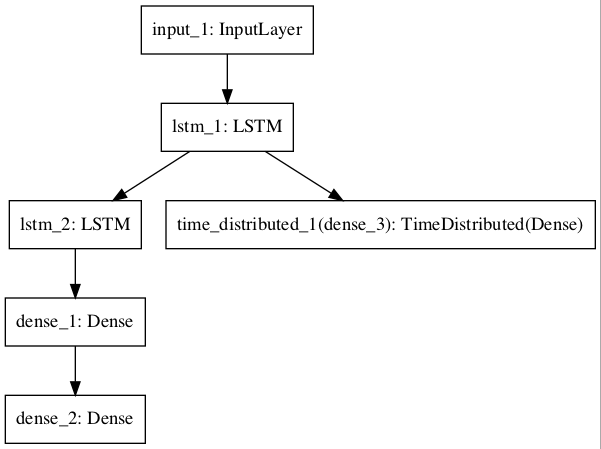 input_1: InputLayer
lstm_1: LSTM
lstm_2: LSTM
time_distributed_1(dense_3): TimeDistributed(Dense)
dense_1: Dense
dense_2: Dense